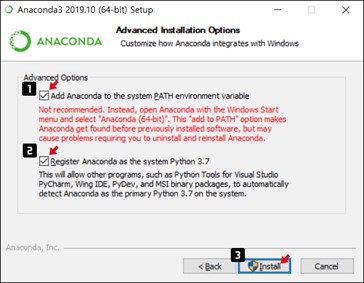 Anaconda3 2019.10 (64-bit) Setup
ANACONDA
Advanced Installation Options
Customize how Anaconda integrates with Windows
Advanced Options
1
Add Anaconda to the system PATH environment variable
Not recommended. Instead, open Anaconda with the Windows Start
menu and select "Anaconda (64-bit)". This "add to PATH" option makes
Anaconda get found before previously installed software, but may
cause problems requiring you to uninstall and reinstall Anaconda.
2
Register Anaconda as the system Python 3.7
This will allow other programs, such as Python Tools for Visual Studio
PyCharm, Wing IDE, PyDev, and MSI binary packages, to automatically
detect Anaconda as the primary Python 3.7 on the system.
Anaconda, Inc.
3
< Back
Install
Cancel